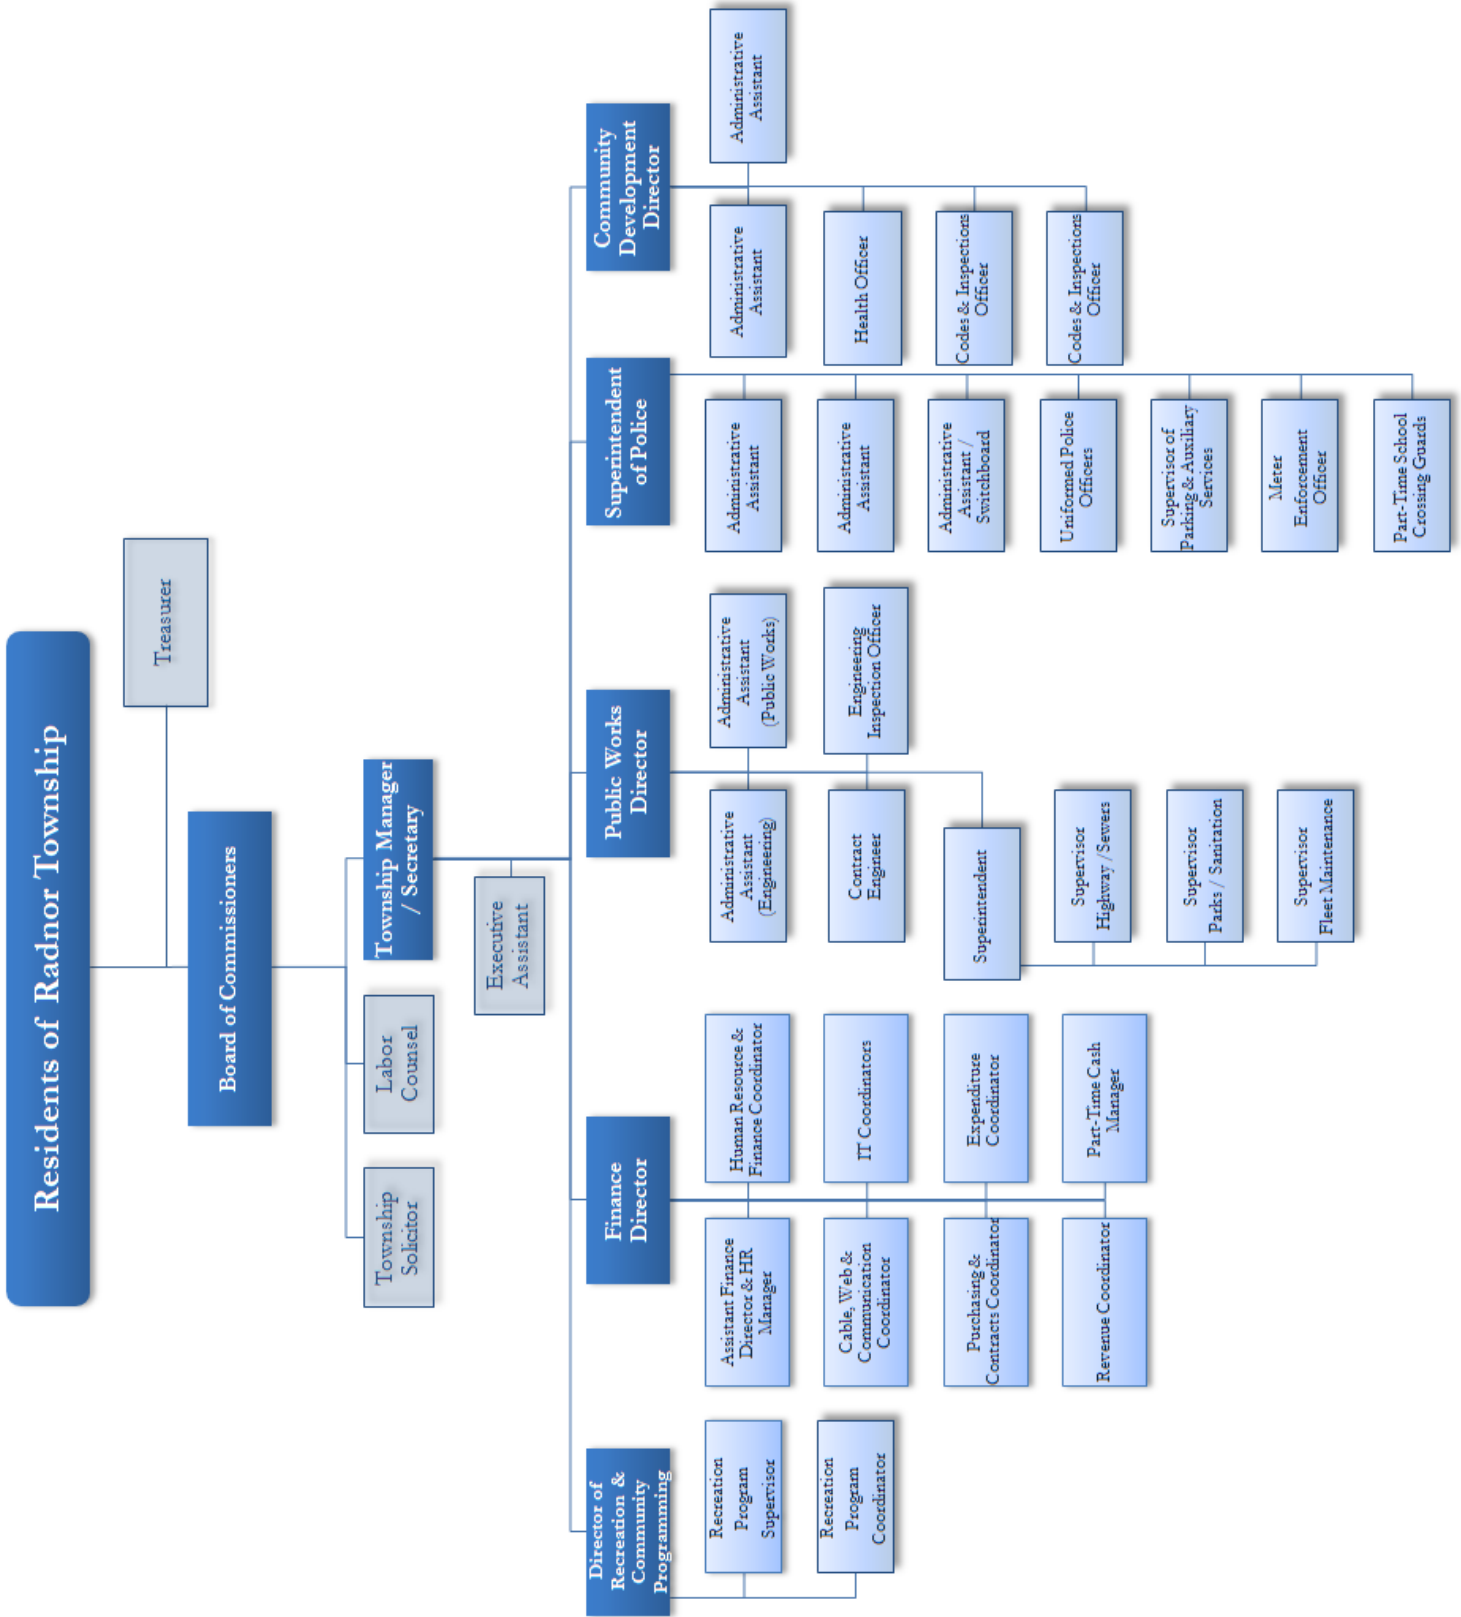 Residents of Radnor Township
Treasurer
Board of Commissioners
Township
Solicitor
Labor
Counsel
Township Manager
/ Secretary
Executive
Assistant
Director of
Recreation &
Community
Programming
Finance
Director
Public Works
Director
Superintendent
of Police
Community
Development
Director
Recreation
Program
Supervisor
Recreation
Program
Coordinator
Assistant Finance
Director & HR
Manager
Human Resource &
Finance Coordinator
Cable, Web &
Communication
Coordinator
IT Coordinators
Purchasing &
Contracts Coordinator
Expenditure
Coordinator
Revenue Coordinator
Part-Time Cash
Manager
Administrative
Assistant
(Engineering)
Administrative
Assistant
(Public Works)
Contract
Engineer
Engineering
Inspection Officer
Superintendent
Supervisor
Highway /Sewers
Supervisor
Parks / Sanitation
Supervisor
Fleet Maintenance
Administrative
Assistant
Administrative
Assistant
Administrative
Assistant /
Switchboard
Uniformed Police
Officers
Supervisor of
Parking & Auxiliary
Services
Meter
Enforcement
Officer
Part-Time School
Crossing Guards
Administrative
Assistant
Administrative
Assistant
Health Officer
Codes & Inspections
Officer
Codes & Inspections
Officer